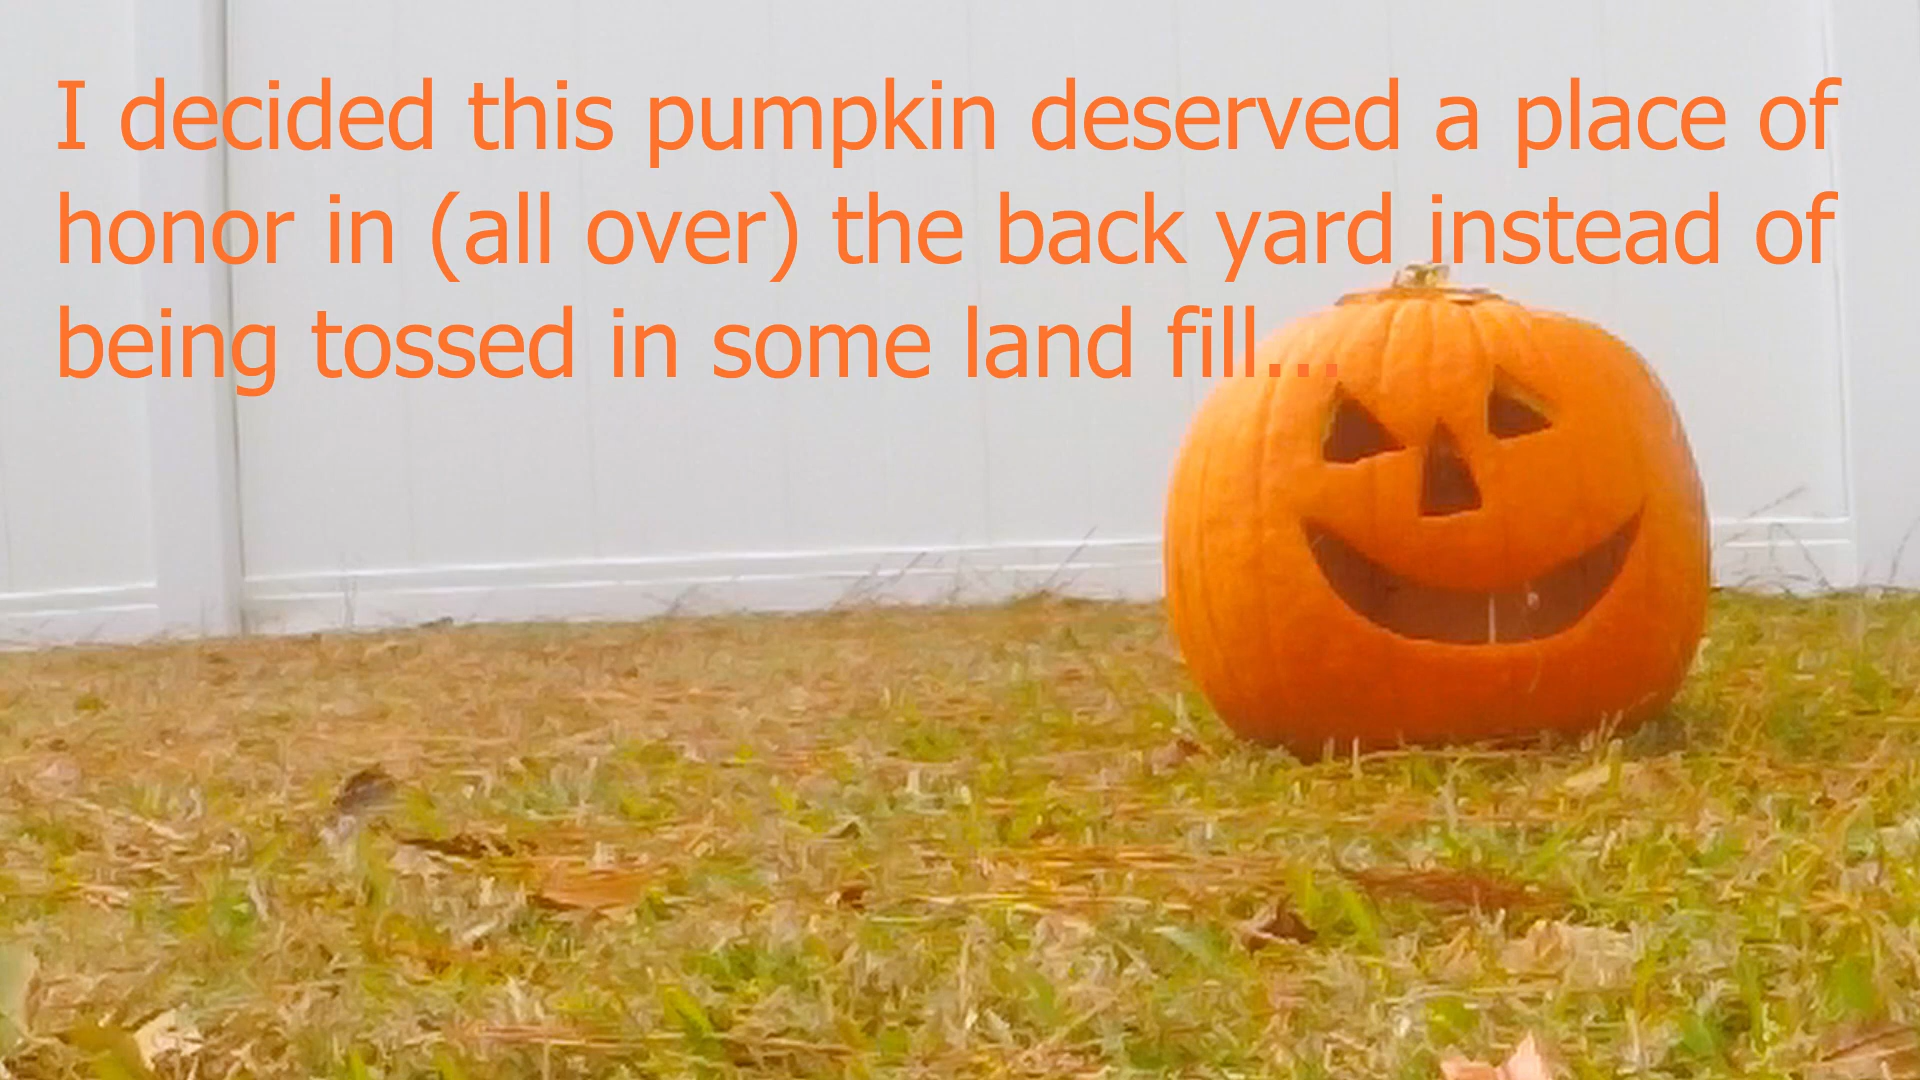 I decided this pumpkin deserved a place of
honor in (all over) the back yard instead of
being tossed in some land fill...